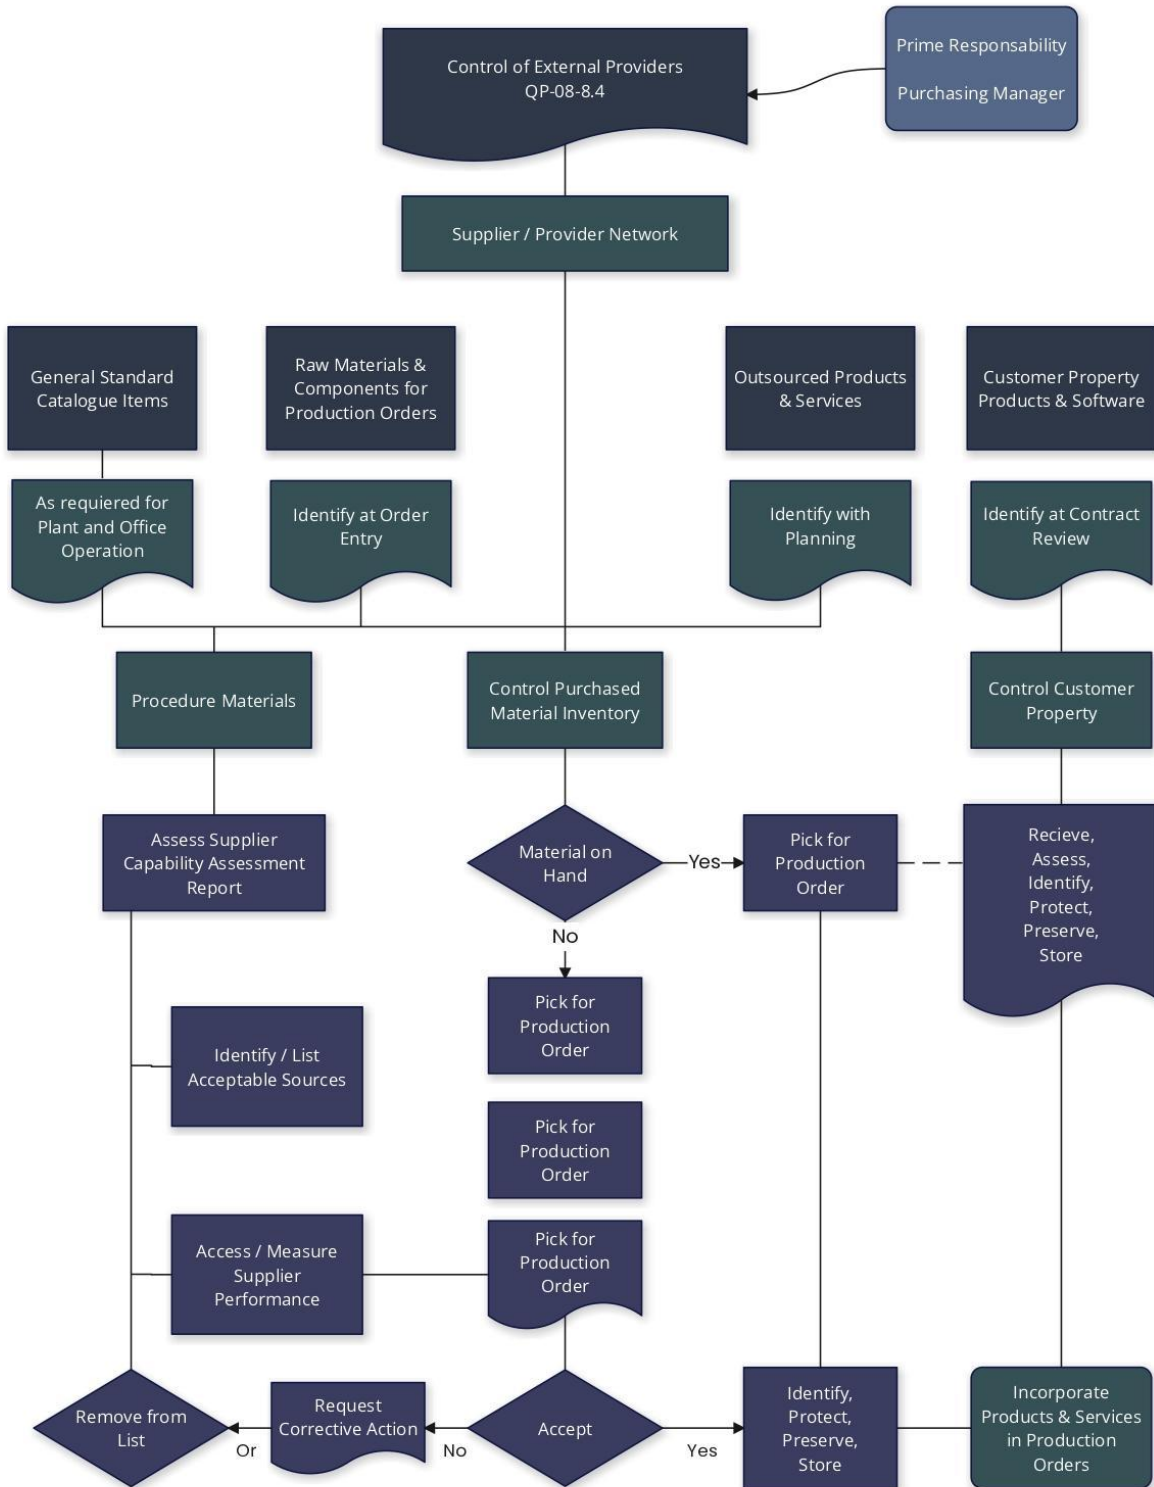 Control of External Providers
QP-08-8.4
Prime Responsability
Purchasing Manager
Supplier / Provider Network
General Standard
Catalogue Items
Raw Materials &
Components for
Production Orders
Outsourced Products
& Services
Customer Property
Products & Software
As requiered for
Plant and Office
Operation
Identify at Order
Entry
Identify with
Planning
Identify at Contract
Review
Procedure Materials
Control Purchased
Material Inventory
Control Customer
Property
Assess Supplier
Capability Assessment
Report
Material on
Hand
Yes
Pick for
Production
Order
Recieve,
Assess,
Identify,
Protect,
Preserve,
Store
No
Pick for
Production
Order
Identify / List
Acceptable Sources
Pick for
Production
Order
Access / Measure
Supplier
Performance
Pick for
Production
Order
Remove from
List
Or
Request
Corrective Action
No
Accept
Yes
Identify,
Protect,
Preserve,
Store
Incorporate
Products & Services
in Production
Orders